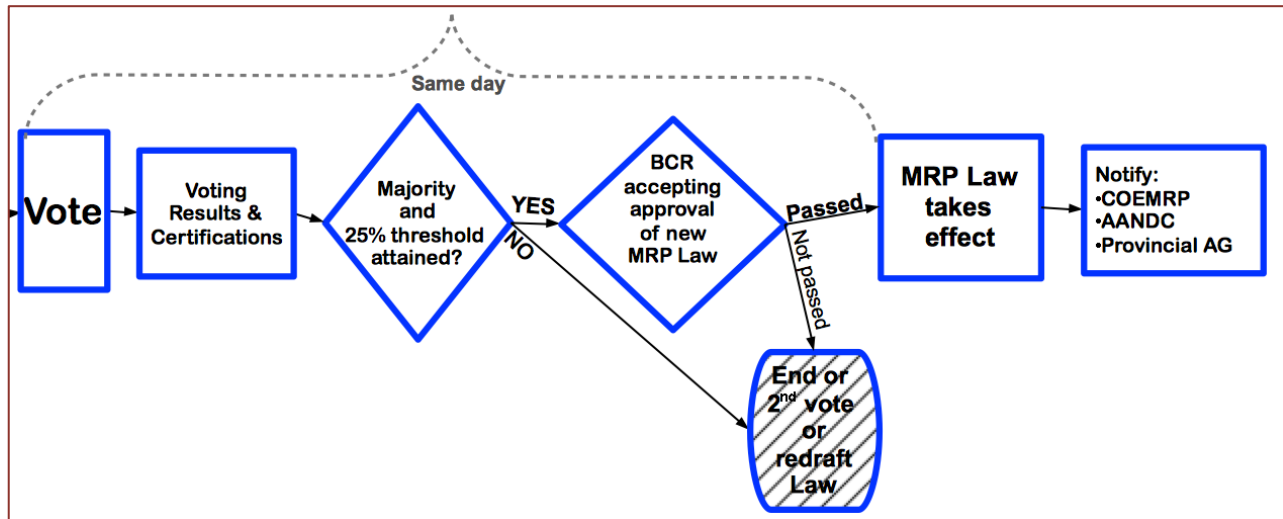 Same day
Vote
Voting
Results &
Certifications
Majority
and
25% threshold
attained?
YES
NO
BCR
accepting
approval
of new
MRP Law
Passed
Not passed
MRP Law
takes
effect
Notify:
•COEMRP
•AANDC
•Provincial AG
End or
2nd vote
or
redraft
Law